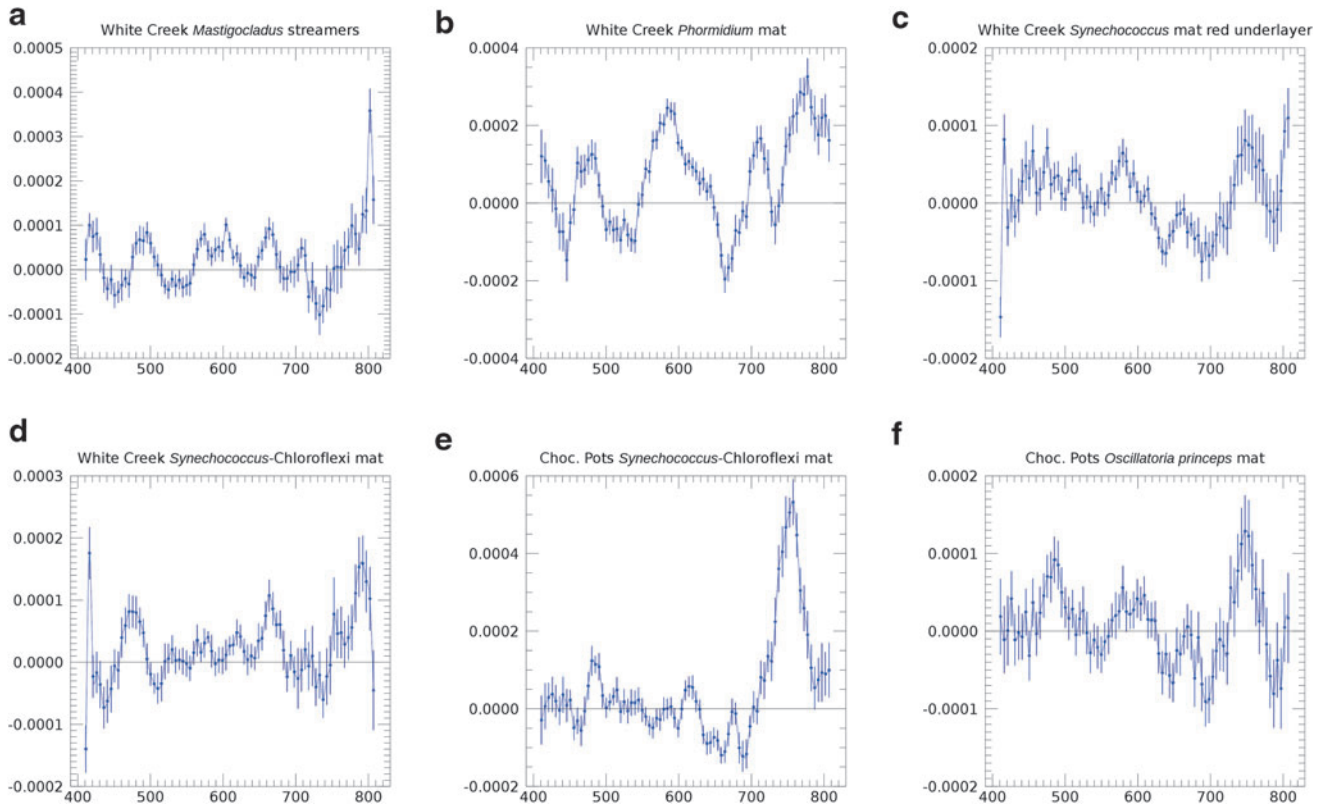 a
White Creek Mastigocladus streamers
0.0005
0.0004
0.0003
0.0002
0.0001
0.0000
-0.0001
-0.0002
400 500 600 700 800
b
White Creek Phormidium mat
0.0004
0.0002
0.0000
-0.0002
-0.0004
400 500 600 700 800
c
White Creek Synechococcus mat red underlayer
0.0002
0.0001
0.0000
-0.0001
-0.0002
400 500 600 700 800
d
White Creek Synechococcus-Chloroflexi mat
0.0003
0.0002
0.0001
0.0000
-0.0001
-0.0002
400 500 600 700 800
e
Choc. Pots Synechococcus-Chloroflexi mat
0.0006
0.0004
0.0002
0.0000
-0.0002
400 500 600 700 800
f
Choc. Pots Oscillatoria princeps mat
0.0002
0.0001
0.0000
-0.0001
-0.0002
400 500 600 700 800